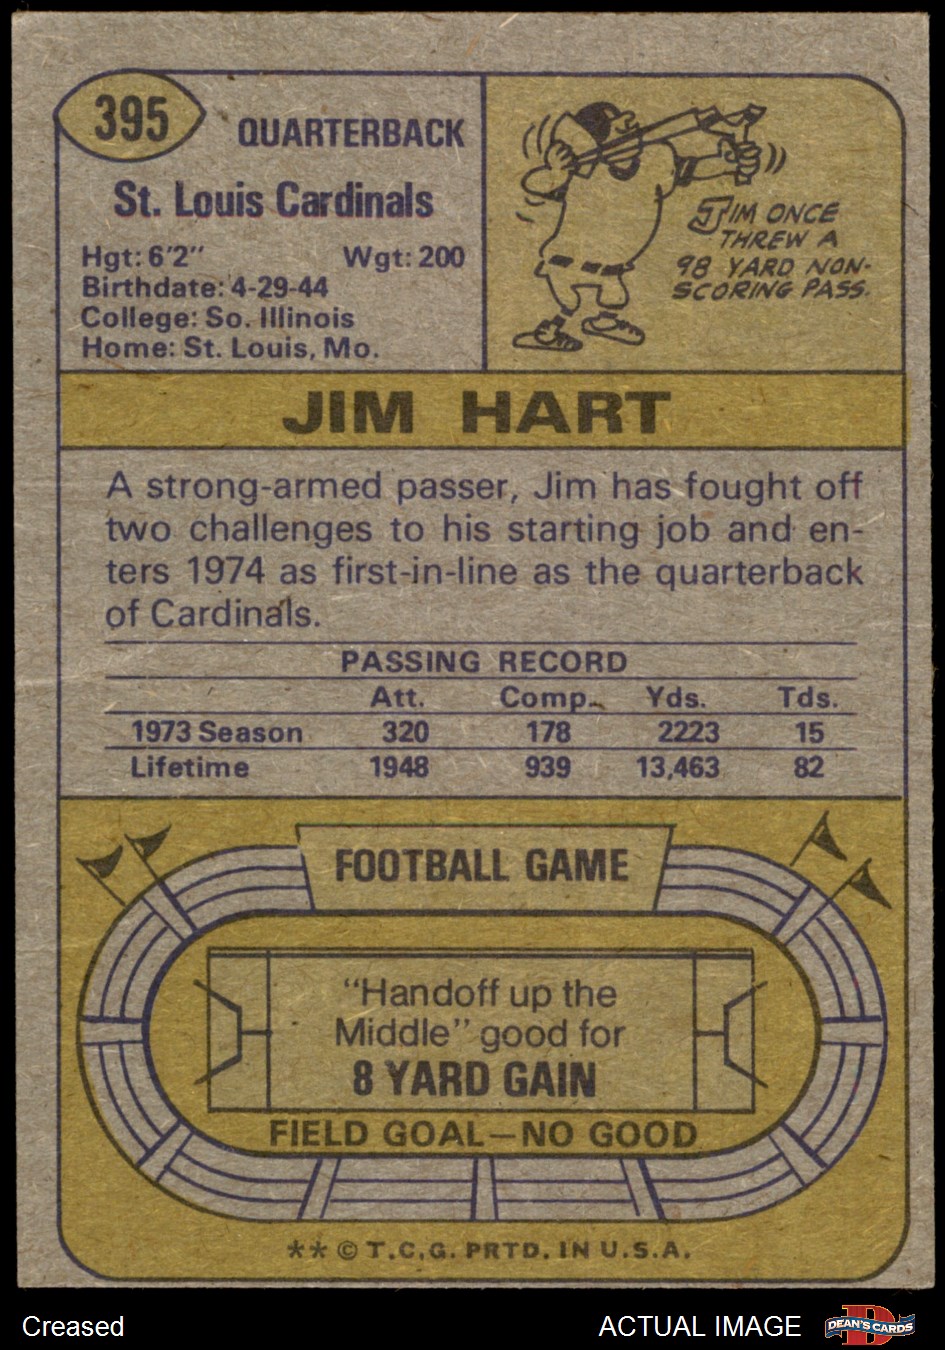 395
QUARTERBACK
St. Louis Cardinals
Hgt: 6'2" Wgt: 200
Birthdate: 4-29-44
College: So. Illinois
Home: St. Louis, Mo.
JIM ONCE
THREW A
98 YARD NON-
SCORING PASS.
JIM HART
A strong-armed passer, Jim has fought off
two challenges to his starting job and en-
ters 1974 as first-in-line as the quarterback
of Cardinals.
PASSING RECORD
Att. Comp. Yds. Tds.
1973 Season 320 178 2223 15
Lifetime 1948 939 13,463 82
FOOTBALL GAME
"Handoff up the
Middle" good for
8 YARD GAIN
FIELD GOAL—NO GOOD
** © T.C.G. PRTD. IN U.S.A.
Creased
ACTUAL IMAGE
DEAN'S CARDS